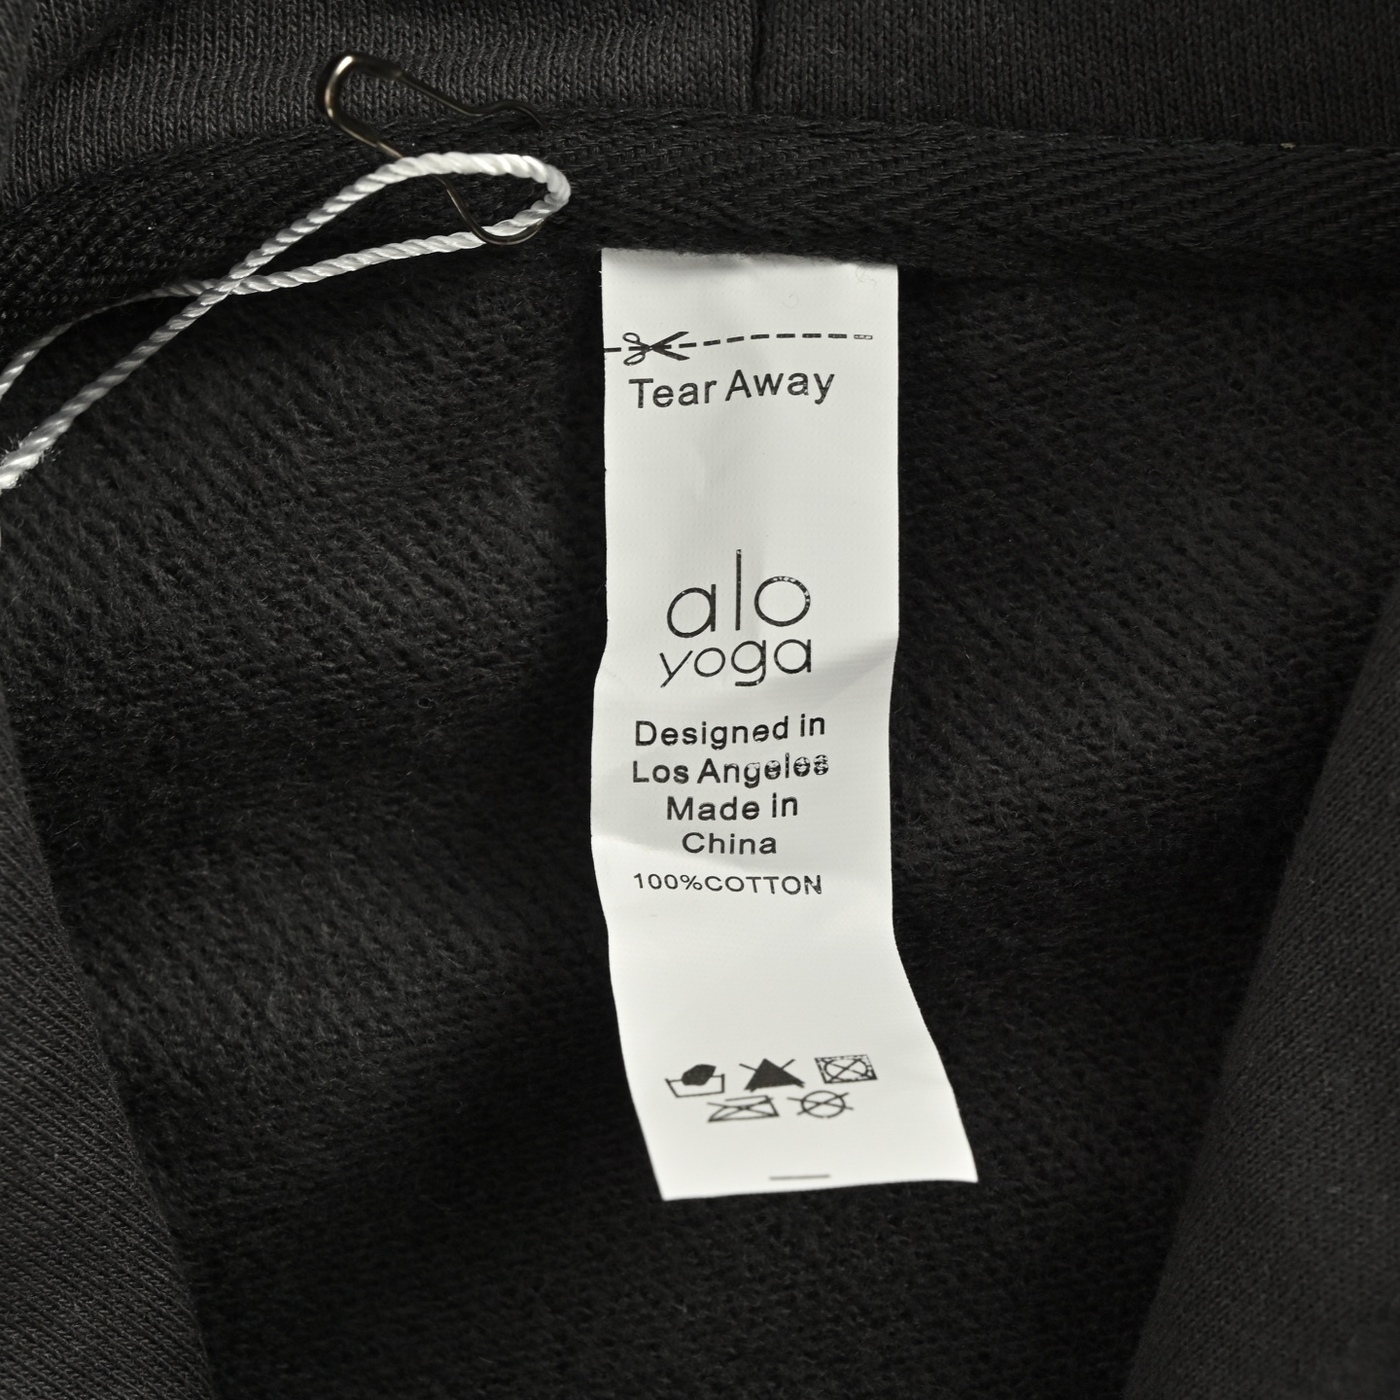 Tear Away
alo
yoga
Designed in
Los Angeles
Made in
China
100%COTTON